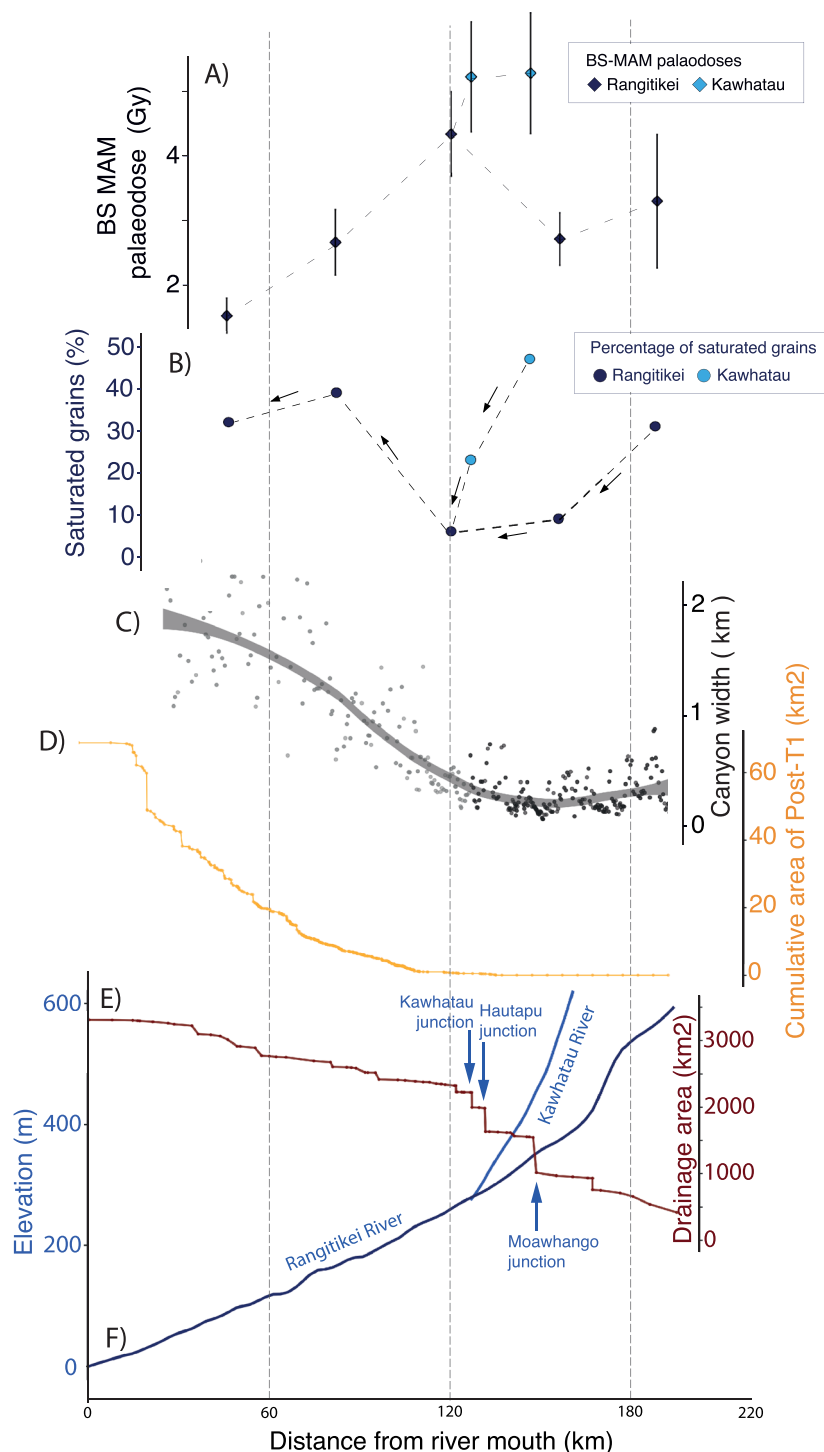 A)
BS MAM
palaeodose (Gy)
4
2
BS-MAM palaodoses
Rangitikei
Kawhatau
B)
Saturated grains (%)
50
40
30
20
10
0
Percentage of saturated grains
Rangitikei
Kawhatau
C)
2
1
0
Canyon width ( km )
D)
60
40
20
0
Cumulative area of Post-T1 (km2)
E)
600
400
200
0
Elevation (m)
Kawhatau
junction
Hautapu
junction
Kawhatau River
Rangitikei River
Moawhango
junction
3000
2000
1000
0
Drainage area (km2)
F)
0
60
120
180
220
Distance from river mouth (km)